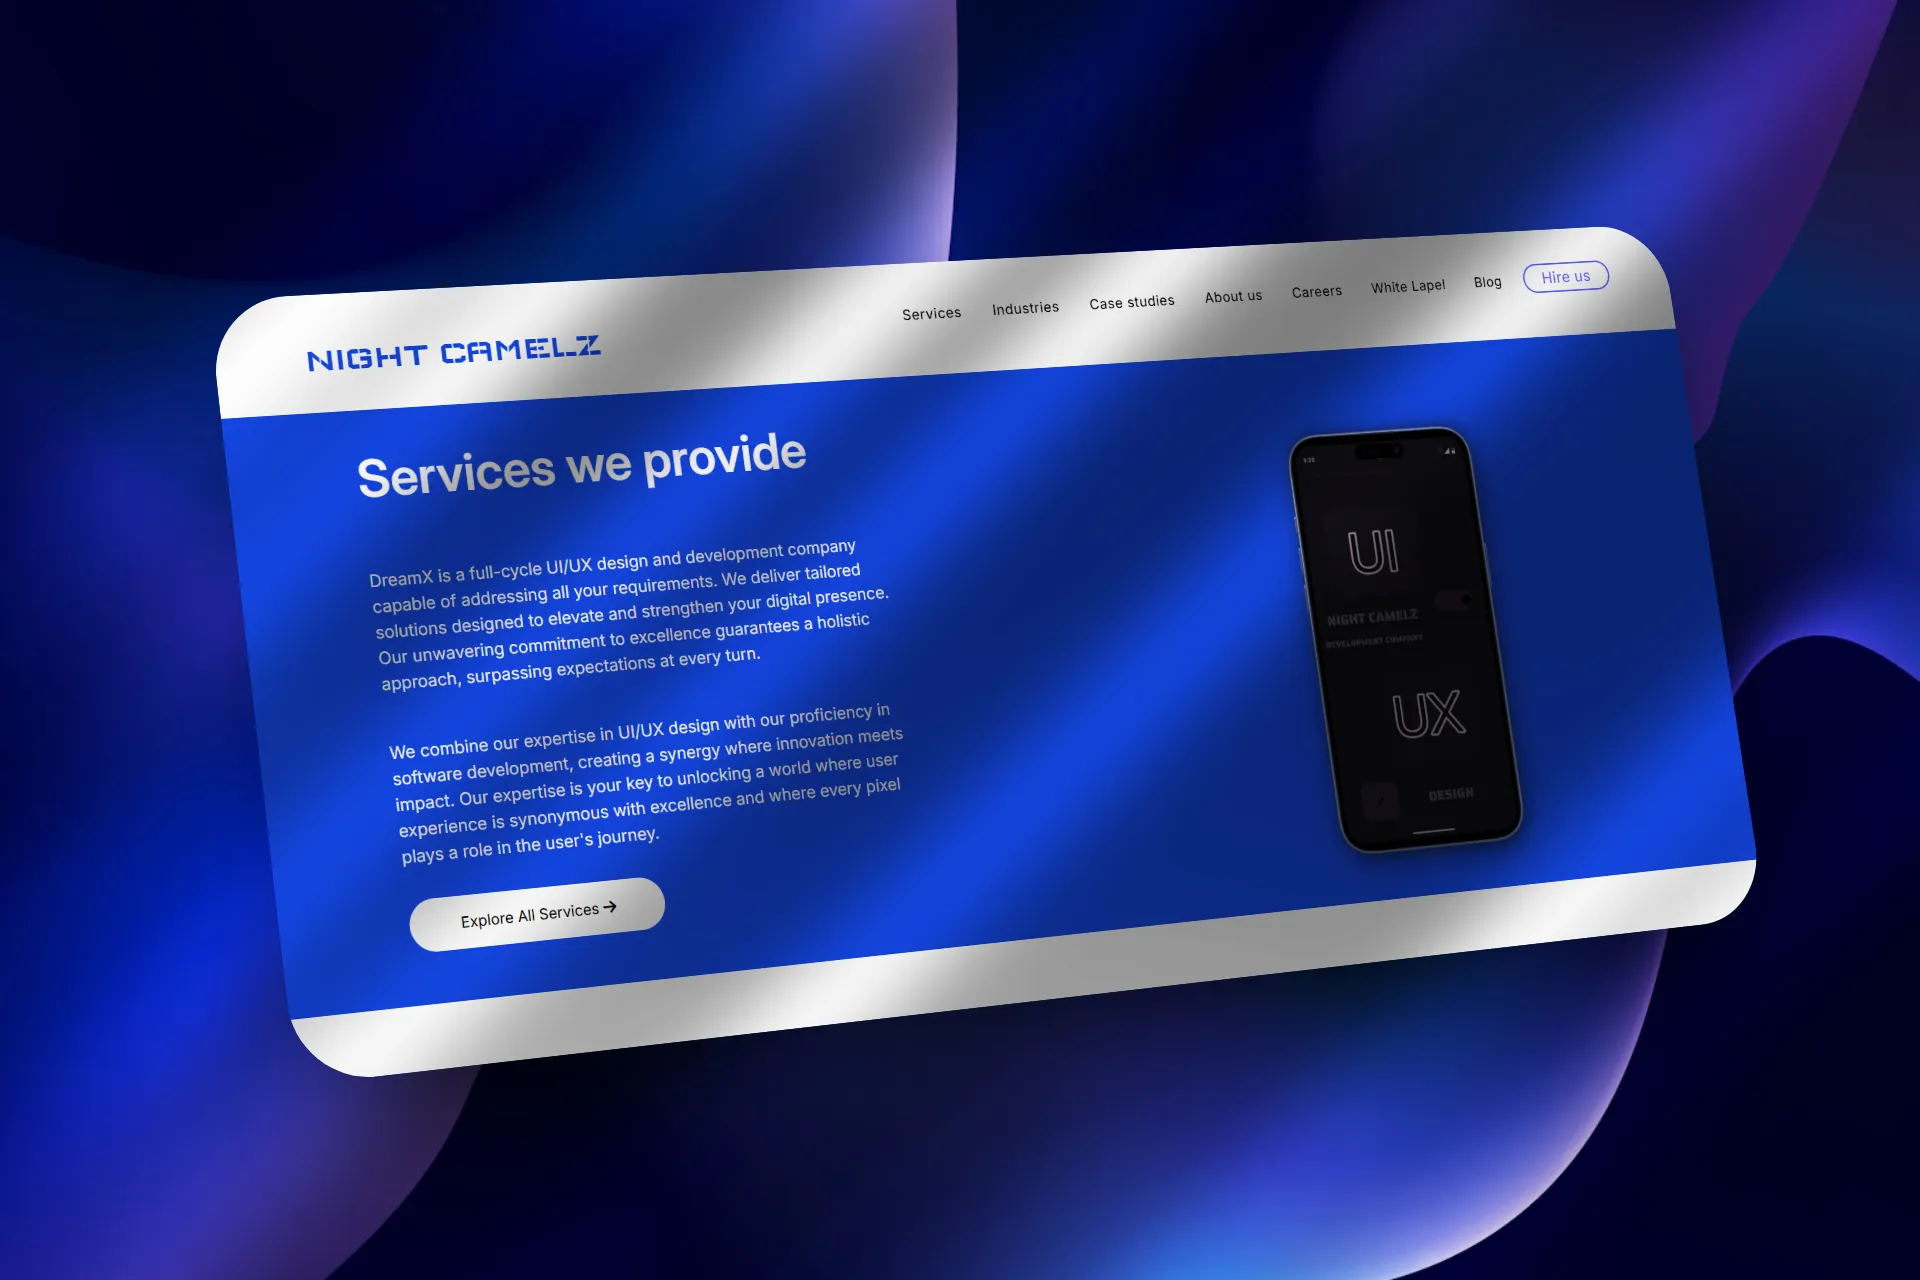 NIGHT CAMELZ
Services Industries Case studies About us Careers White Lapel Blog Hire us
Services we provide
DreamX is a full-cycle UI/UX design and development company
capable of addressing all your requirements. We deliver tailored
solutions designed to elevate and strengthen your digital presence.
Our unwavering commitment to excellence guarantees a holistic
approach, surpassing expectations at every turn.
We combine our expertise in UI/UX design with our proficiency in
software development, creating a synergy where innovation meets
impact. Our expertise is your key to unlocking a world where user
experience is synonymous with excellence and where every pixel
plays a role in the user's journey.
Explore All Services →
UI
NIGHT CAMELZ
DEVELOPMENT COMPANY
UX
DESIGN